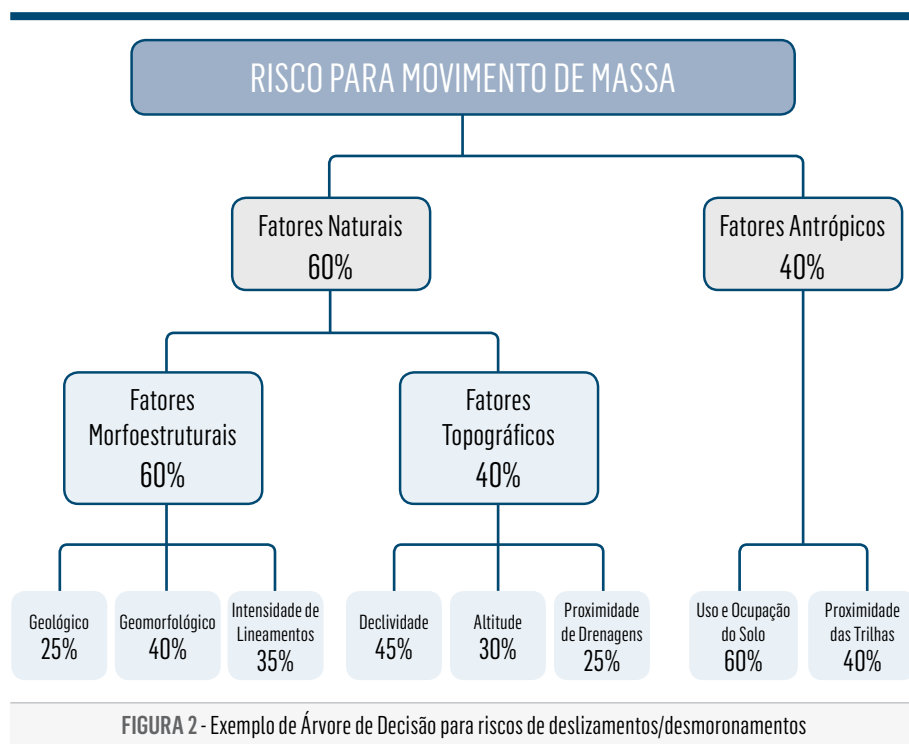 RISCO PARA MOVIMENTO DE MASSA
Fatores Naturais
60%
Fatores Antrópicos
40%
Fatores
Morfoestruturais
60%
Fatores
Topográficos
40%
Geológico
25%
Geomorfológico
40%
Intensidade de
Lineamentos
35%
Declividade
45%
Altitude
30%
Proximidade
de Drenagens
25%
Uso e Ocupação
do Solo
60%
Proximidade
das Trilhas
40%
FIGURA 2 - Exemplo de Árvore de Decisão para riscos de deslizamentos/desmoronamentos